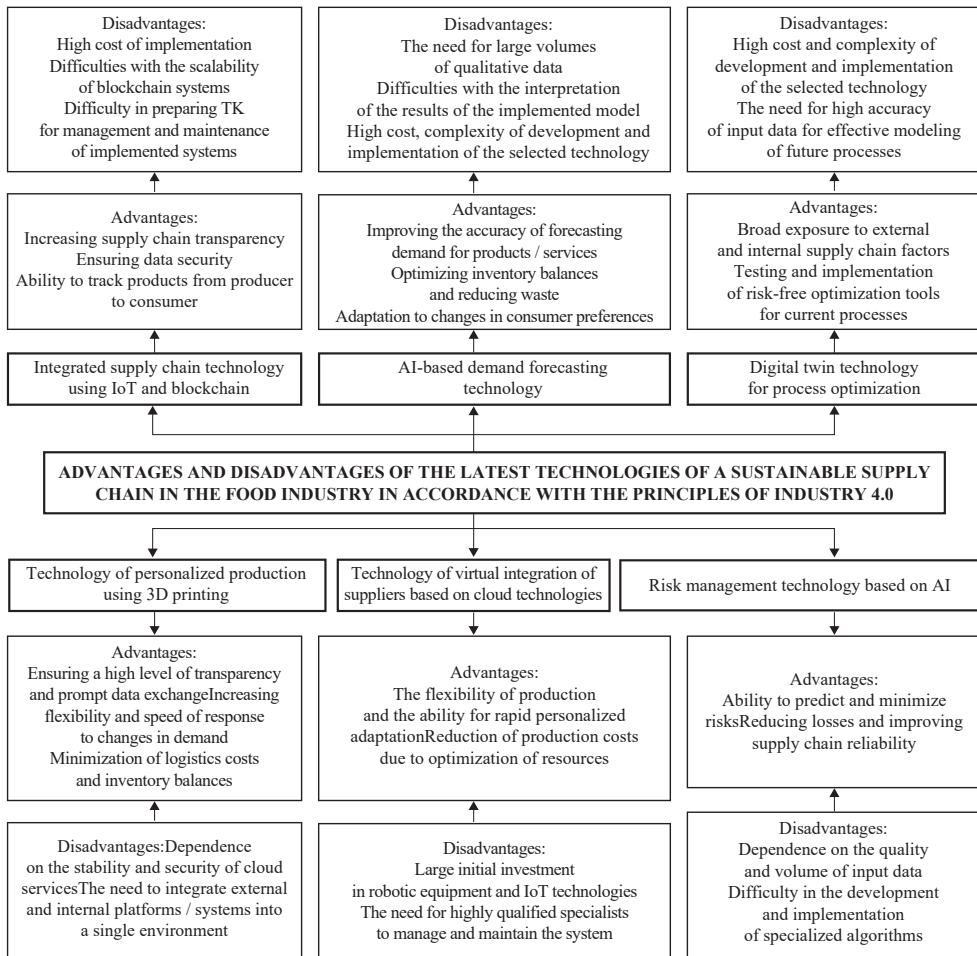 Disadvantages:
High cost of implementation
Difficulties with the scalability
of blockchain systems
Difficulty in preparing TK
for management and maintenance
of implemented systems
Disadvantages:
The need for large volumes
of qualitative data
Difficulties with the interpretation
of the results of the implemented model
High cost, complexity of development and
implementation of the selected technology
Disadvantages:
High cost and complexity of
development and implementation
of the selected technology
The need for high accuracy
of input data for effective modeling
of future processes
Advantages:
Increasing supply chain transparency
Ensuring data security
Ability to track products from producer
to consumer
Advantages:
Improving the accuracy of forecasting
demand for products / services
Optimizing inventory balances
and reducing waste
Adaptation to changes in consumer preferences
Advantages:
Broad exposure to external
and internal supply chain factors
Testing and implementation
of risk-free optimization tools
for current processes
Integrated supply chain technology
using IoT and blockchain
AI-based demand forecasting
technology
Digital twin technology
for process optimization
ADVANTAGES AND DISADVANTAGES OF THE LATEST TECHNOLOGIES OF A SUSTAINABLE SUPPLY
CHAIN IN THE FOOD INDUSTRY IN ACCORDANCE WITH THE PRINCIPLES OF INDUSTRY 4.0
Technology of personalized production
using 3D printing
Technology of virtual integration of
suppliers based on cloud technologies
Risk management technology based on AI
Advantages:
Ensuring a high level of transparency
and prompt data exchangeIncreasing
flexibility and speed of response
to changes in demand
Minimization of logistics costs
and inventory balances
Advantages:
The flexibility of production
and the ability for rapid personalized
adaptationReduction of production costs
due to optimization of resources
Advantages:
Ability to predict and minimize
risksReducing losses and improving
supply chain reliability
Disadvantages:Dependence
on the stability and security of cloud
servicesThe need to integrate external
and internal platforms / systems into
a single environment
Disadvantages:
Large initial investment
in robotic equipment and IoT technologies
The need for highly qualified specialists
to manage and maintain the system
Disadvantages:
Dependence on the quality
and volume of input data
Difficulty in the development
and implementation
of specialized algorithms